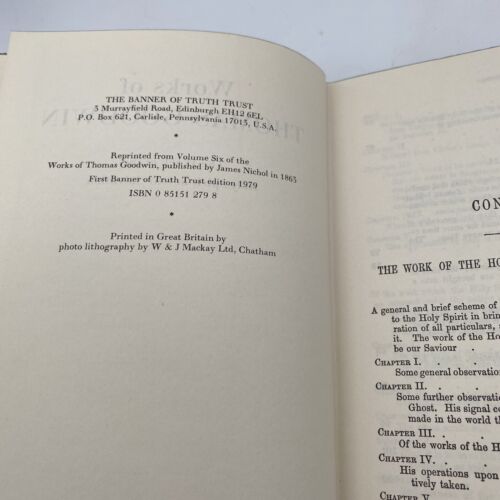 THE BANNER OF TRUTH TRUST
3 Murrayfield Road, Edinburgh EH12 6EL
P.O. Box 621, Carlisle, Pennsylvania 17013, U.S.A.
*
Reprinted from Volume Six of the
Works of Thomas Goodwin, published by James Nichol in 1863
First Banner of Truth Trust edition 1979
ISBN 0 85151 279 8
*
Printed in Great Britain by
photo lithography by W & J Mackay Ltd, Chatham
CON
THE WORK OF THE HO
A general and brief scheme of
to the Holy Spirit in brin
ration of all particulars,
it. The work of the Ho
be our Saviour .
CHAPTER I. . .
Some general observation
CHAPTER II. . .
Some further observatio
Ghost. His signal co
made in the world th
CHAPTER III. . .
Of the works of the H
CHAPTER IV. . .
His operations upon
tively taken.
CHAPTER V.